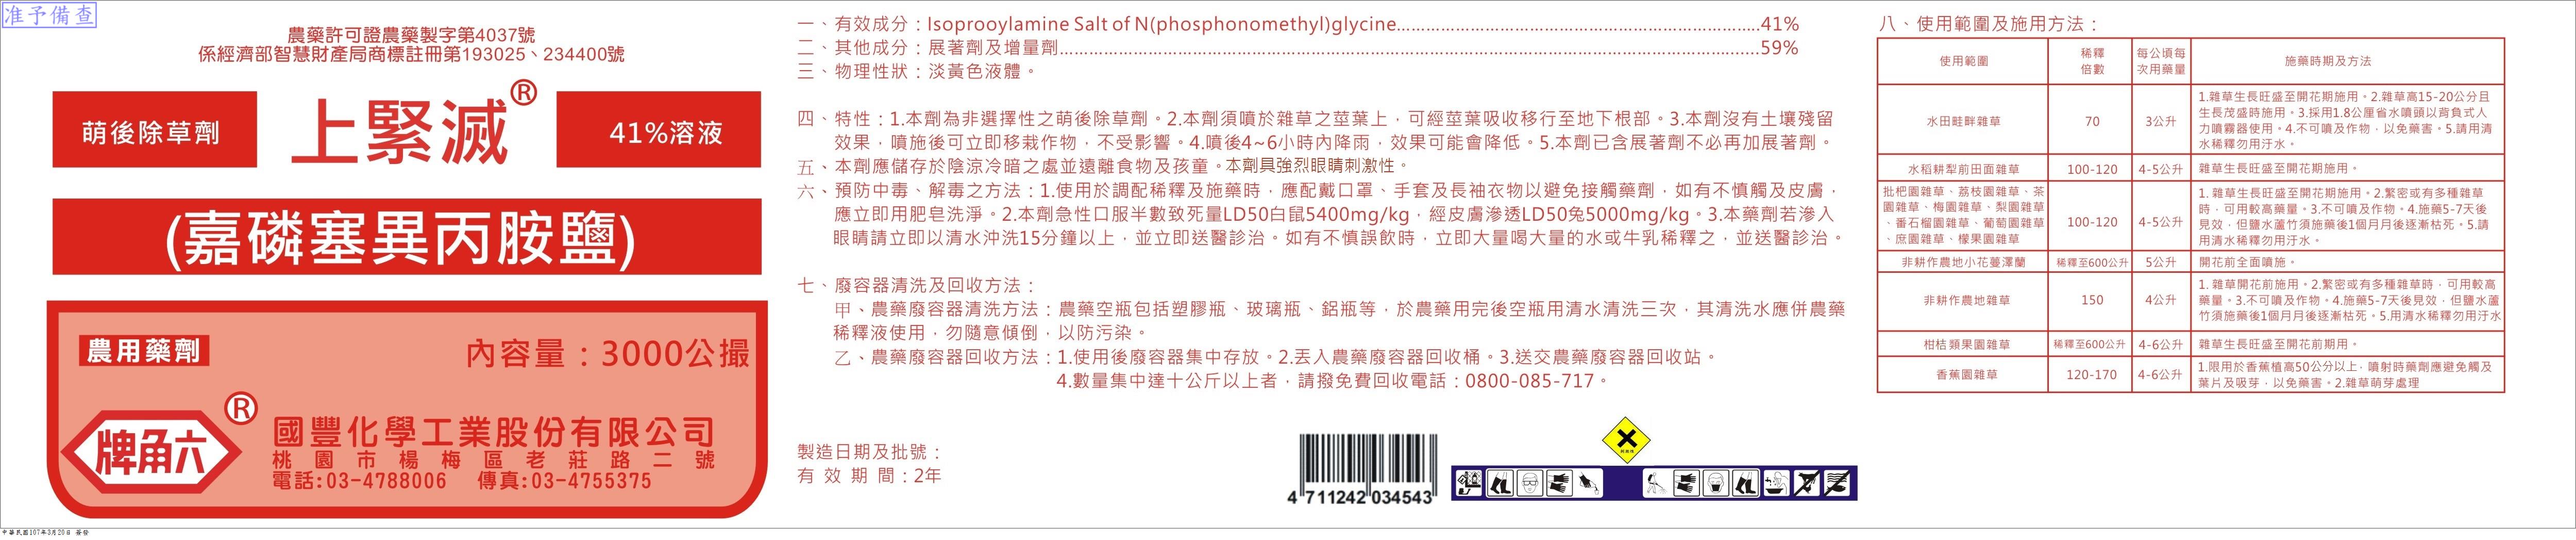 准予備查
農藥許可證農藥製字第4037號
係經濟部智慧財產局商標註冊第193025、234400號
萌後除草劑
上緊滅®
41%溶液
(嘉磷塞異丙胺鹽)
農用藥劑
內容量：3000公撮
牌角六®
國豐化學工業股份有限公司
桃園市楊梅區老莊路二號
電話:03-4788006 傳真:03-4755375
一、有效成分：Isoprooylamine Salt of N(phosphonomethyl)glycine........41%
二、其他成分：展著劑及增量劑........59%
三、物理性狀：淡黃色液體。
四、特性：1.本劑為非選擇性之萌後除草劑。2.本劑須噴於雜草之莖葉上，可經莖葉吸收移行至地下根部。3.本劑沒有土壤殘留
效果，噴施後可立即移栽作物，不受影響。4.噴後4~6小時內降雨，效果可能會降低。5.本劑已含展著劑不必再加展著劑。
五、本劑應儲存於陰涼冷暗之處並遠離食物及孩童。本劑具強烈眼睛刺激性。
六、預防中毒、解毒之方法：1.使用於調配稀釋及施藥時，應配戴口罩、手套及長袖衣物以避免接觸藥劑，如有不慎觸及皮膚，
應立即用肥皂洗淨。2.本劑急性口服半數致死量LD50白鼠5400mg/kg，經皮膚滲透LD50兔5000mg/kg。3.本藥劑若滲入
眼睛請立即以清水沖洗15分鐘以上，並立即送醫診治。如有不慎誤飲時，立即大量喝大量的水或牛乳稀釋之，並送醫診治。
七、廢容器清洗及回收方法：
甲、農藥廢容器清洗方法：農藥空瓶包括塑膠瓶、玻璃瓶、鋁瓶等，於農藥用完後空瓶用清水清洗三次，其清洗水應併農藥
稀釋液使用，勿隨意傾倒，以防污染。
乙、農藥廢容器回收方法：1.使用後廢容器集中存放。2.丟入農藥廢容器回收桶。3.送交農藥廢容器回收站。
4.數量集中達十公斤以上者，請撥免費回收電話：0800-085-717。
製造日期及批號：
有效期間：2年
4 711242 034543
八、使用範圍及施用方法：
使用範圍 稀釋倍數 每公頃每次用藥量 施藥時期及方法
水田畦畔雜草 70 3公升
1.雜草生長旺盛至開花期施用。2.雜草高15-20公分且
生長茂盛時施用。3.採用1.8公厘省水噴頭以背負式人
力噴霧器使用。4.不可噴及作物，以免藥害。5.請用清
水稀釋勿用汙水。
水稻耕犁前田面雜草 100-120 4-5公升 雜草生長旺盛至開花期施用。
枇杷園雜草、荔枝園雜草、茶
園雜草、梅園雜草、梨園雜草
、番石榴園雜草、葡萄園雜草
、庶園雜草、檬果園雜草
100-120 4-5公升
1. 雜草生長旺盛至開花期施用。2.繁密或有多種雜草
時，可用較高藥量。3.不可噴及作物。4.施藥5-7天後
見效，但鹽水蘆竹須施藥後1個月月後逐漸枯死。5.請
用清水稀釋勿用汙水。
非耕作農地小花蔓澤蘭 稀釋至600公升 5公升 開花前全面噴施。
非耕作農地雜草 150 4公升
1. 雜草開花前施用。2.繁密或有多種雜草時，可用較高
藥量。3.不可噴及作物。4.施藥5-7天後見效，但鹽水蘆
竹須施藥後1個月月後逐漸枯死。5.用清水稀釋勿用汙水
柑桔類果園雜草 稀釋至600公升 4-6公升 雜草生長旺盛至開花前期用。
香蕉園雜草 120-170 4-6公升
1.限用於香蕉植高50公分以上，噴射時藥劑應避免觸及
葉片及吸芽，以免藥害。2.雜草萌芽處理
中華民國107年3月20日 簽發